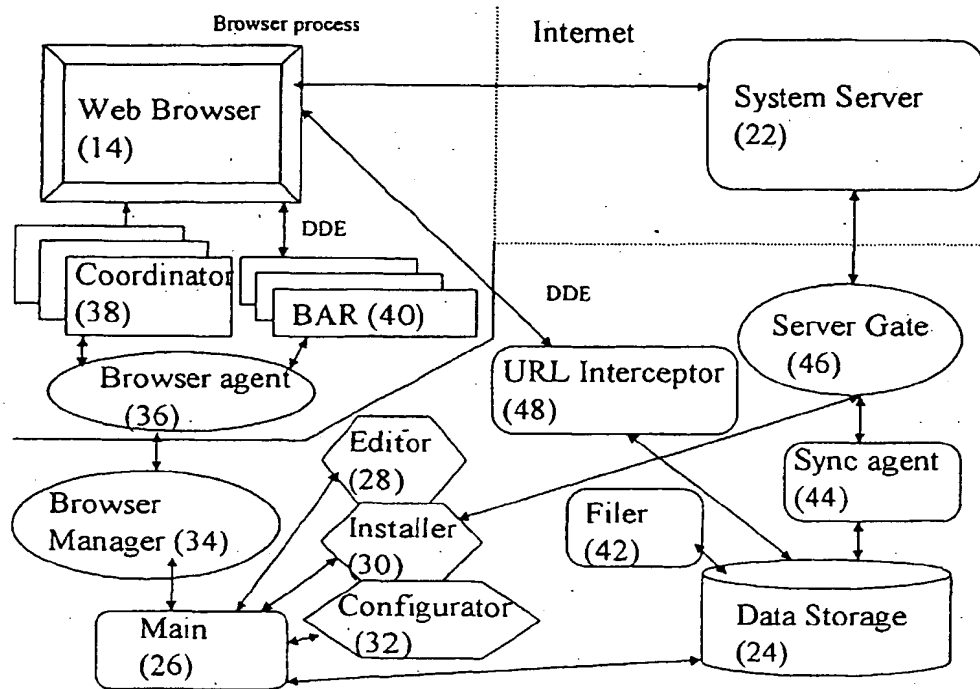 Browser process
Internet
Web Browser
(14)
System Server
(22)
DDE
Coordinator
(38)
BAR (40)
DDE
Server Gate
(46)
URL Interceptor
(48)
Browser agent
(36)
Editor
(28)
Sync agent
(44)
Browser
Manager (34)
Installer
(30)
Filer
(42)
Configurator
(32)
Main
(26)
Data Storage
(24)